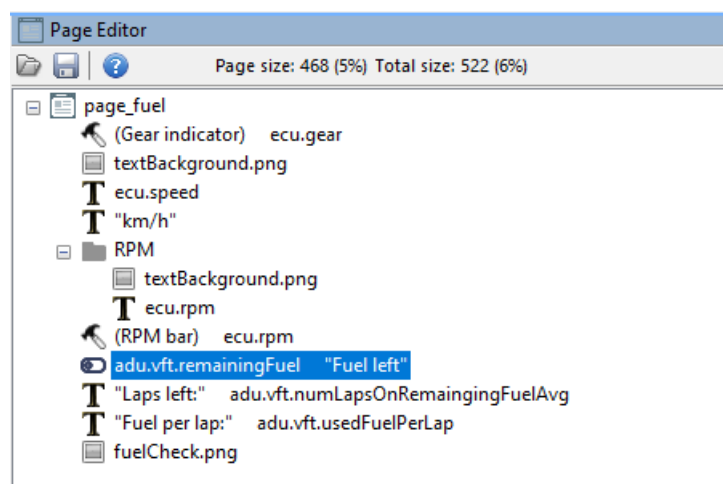 Page Editor
Page size: 468 (5%) Total size: 522 (6%)
page_fuel
(Gear indicator) ecu.gear
textBackground.png
ecu.speed
"km/h"
RPM
textBackground.png
ecu.rpm
(RPM bar) ecu.rpm
adu.vft.remainingFuel "Fuel left"
"Laps left:" adu.vft.numLapsOnRemaingingFuelAvg
"Fuel per lap:" adu.vft.usedFuelPerLap
fuelCheck.png